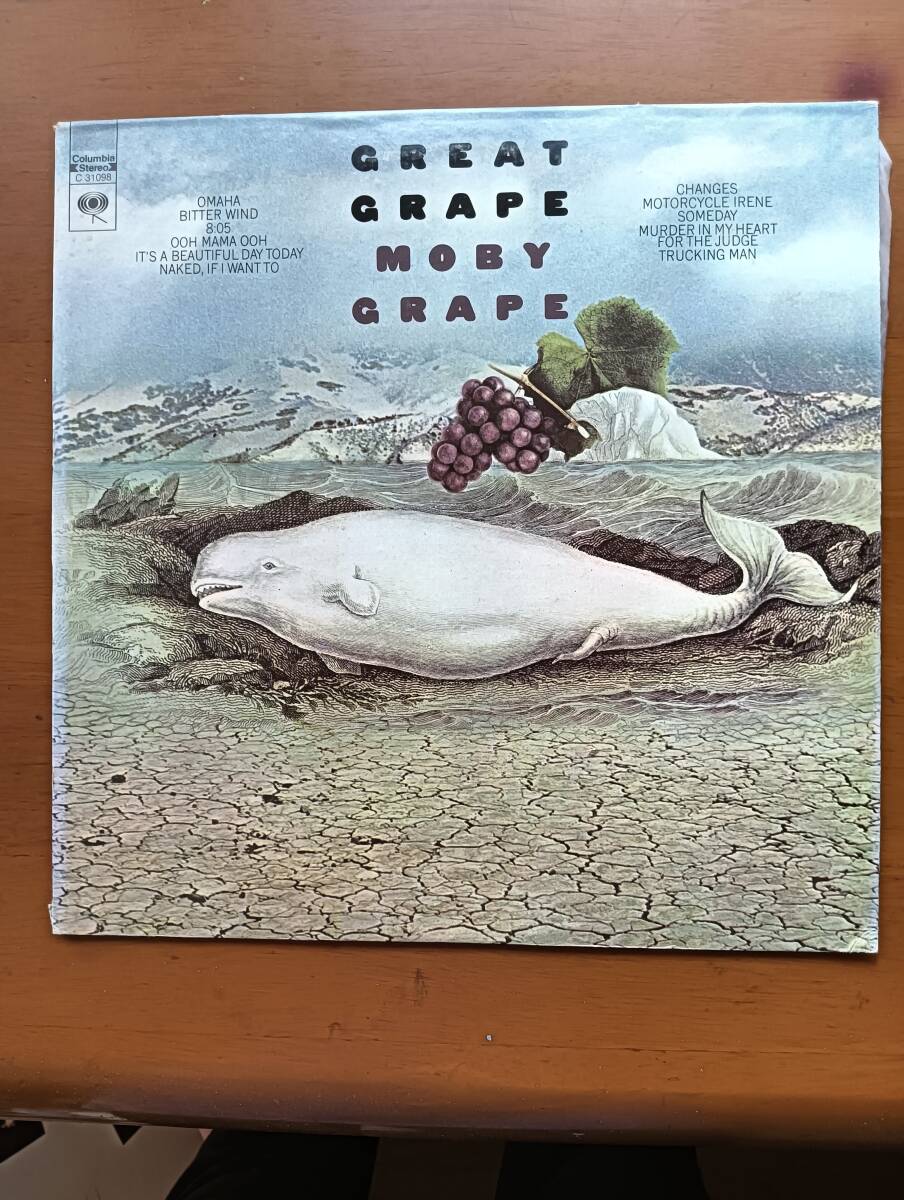 Columbia
Stereo
C 31098
GREAT
GRAPE
MOBY
GRAPE
OMAHA
BITTER WIND
8:05
OOH MAMA OOH
IT'S A BEAUTIFUL DAY TODAY
NAKED, IF I WANT TO
CHANGES
MOTORCYCLE IRENE
SOMEDAY
MURDER IN MY HEART
FOR THE JUDGE
TRUCKING MAN